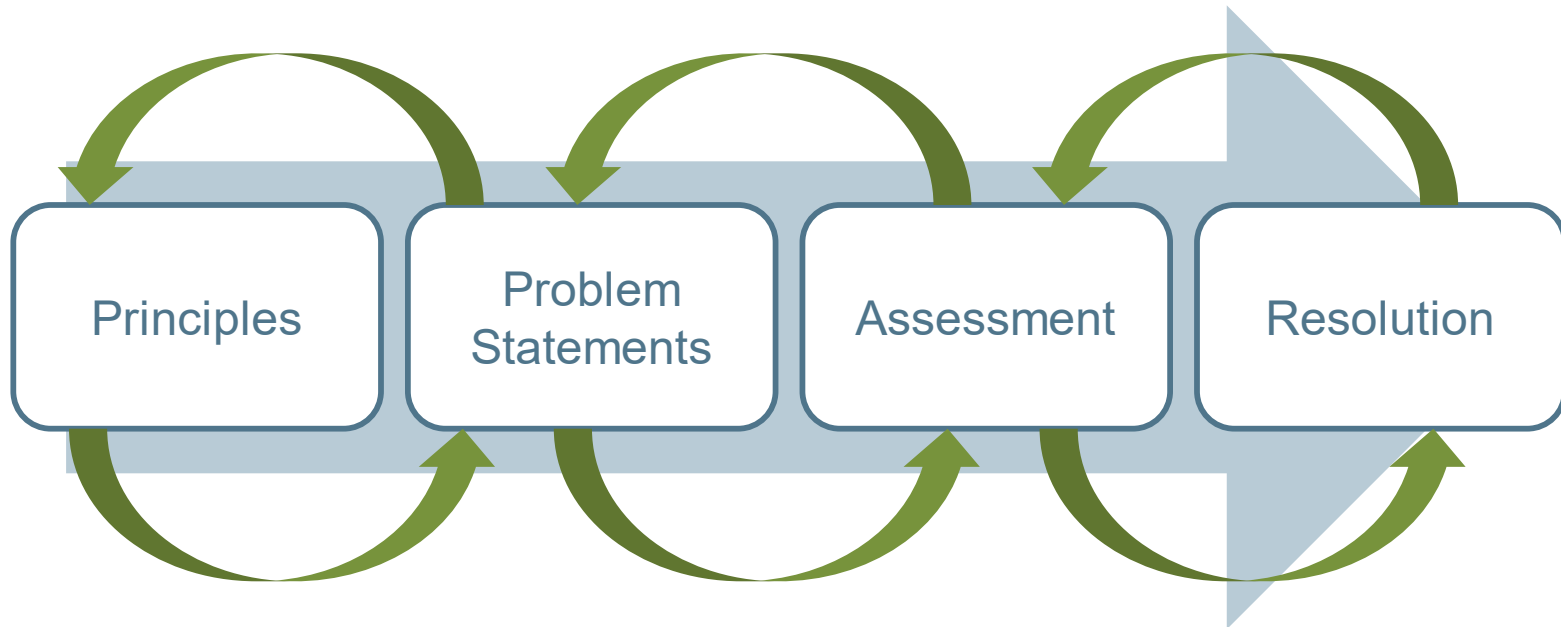 Principles
Problem
Statements
Assessment
Resolution